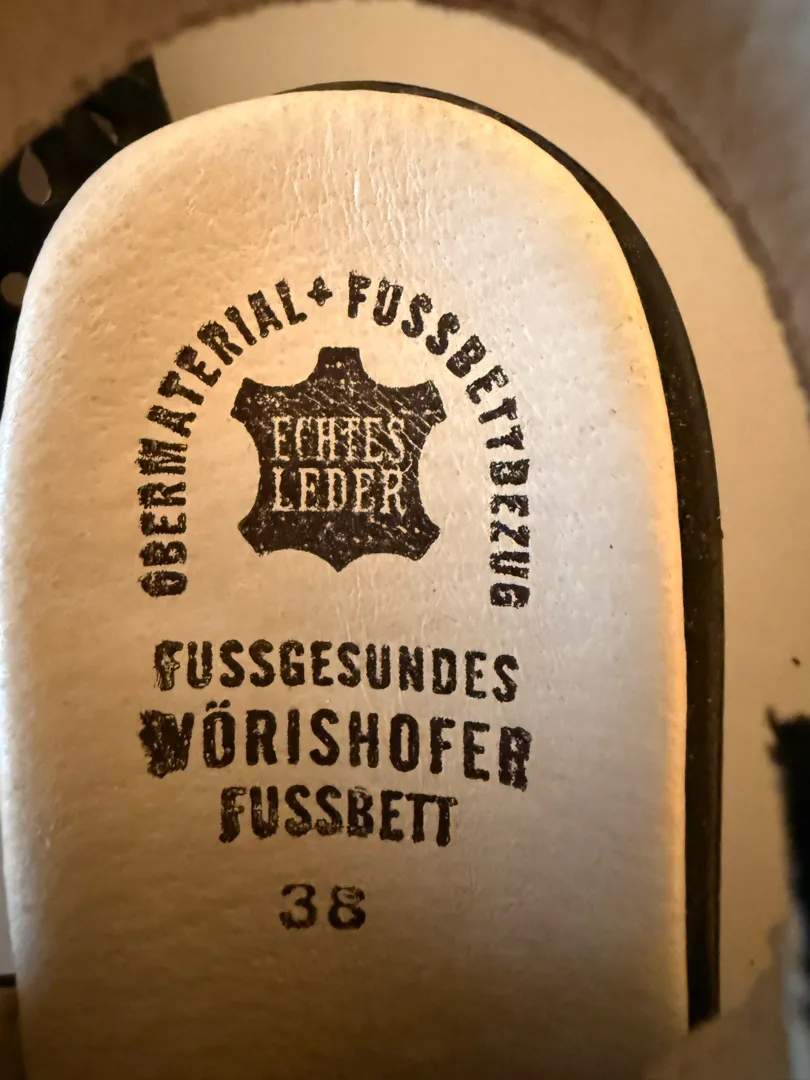 OBERMATERIAL + FUSSBETTBEZUG
ECHTES
LEDER
FUSSGESUNDES
WÖRISHOFER
FUSSBETT
38